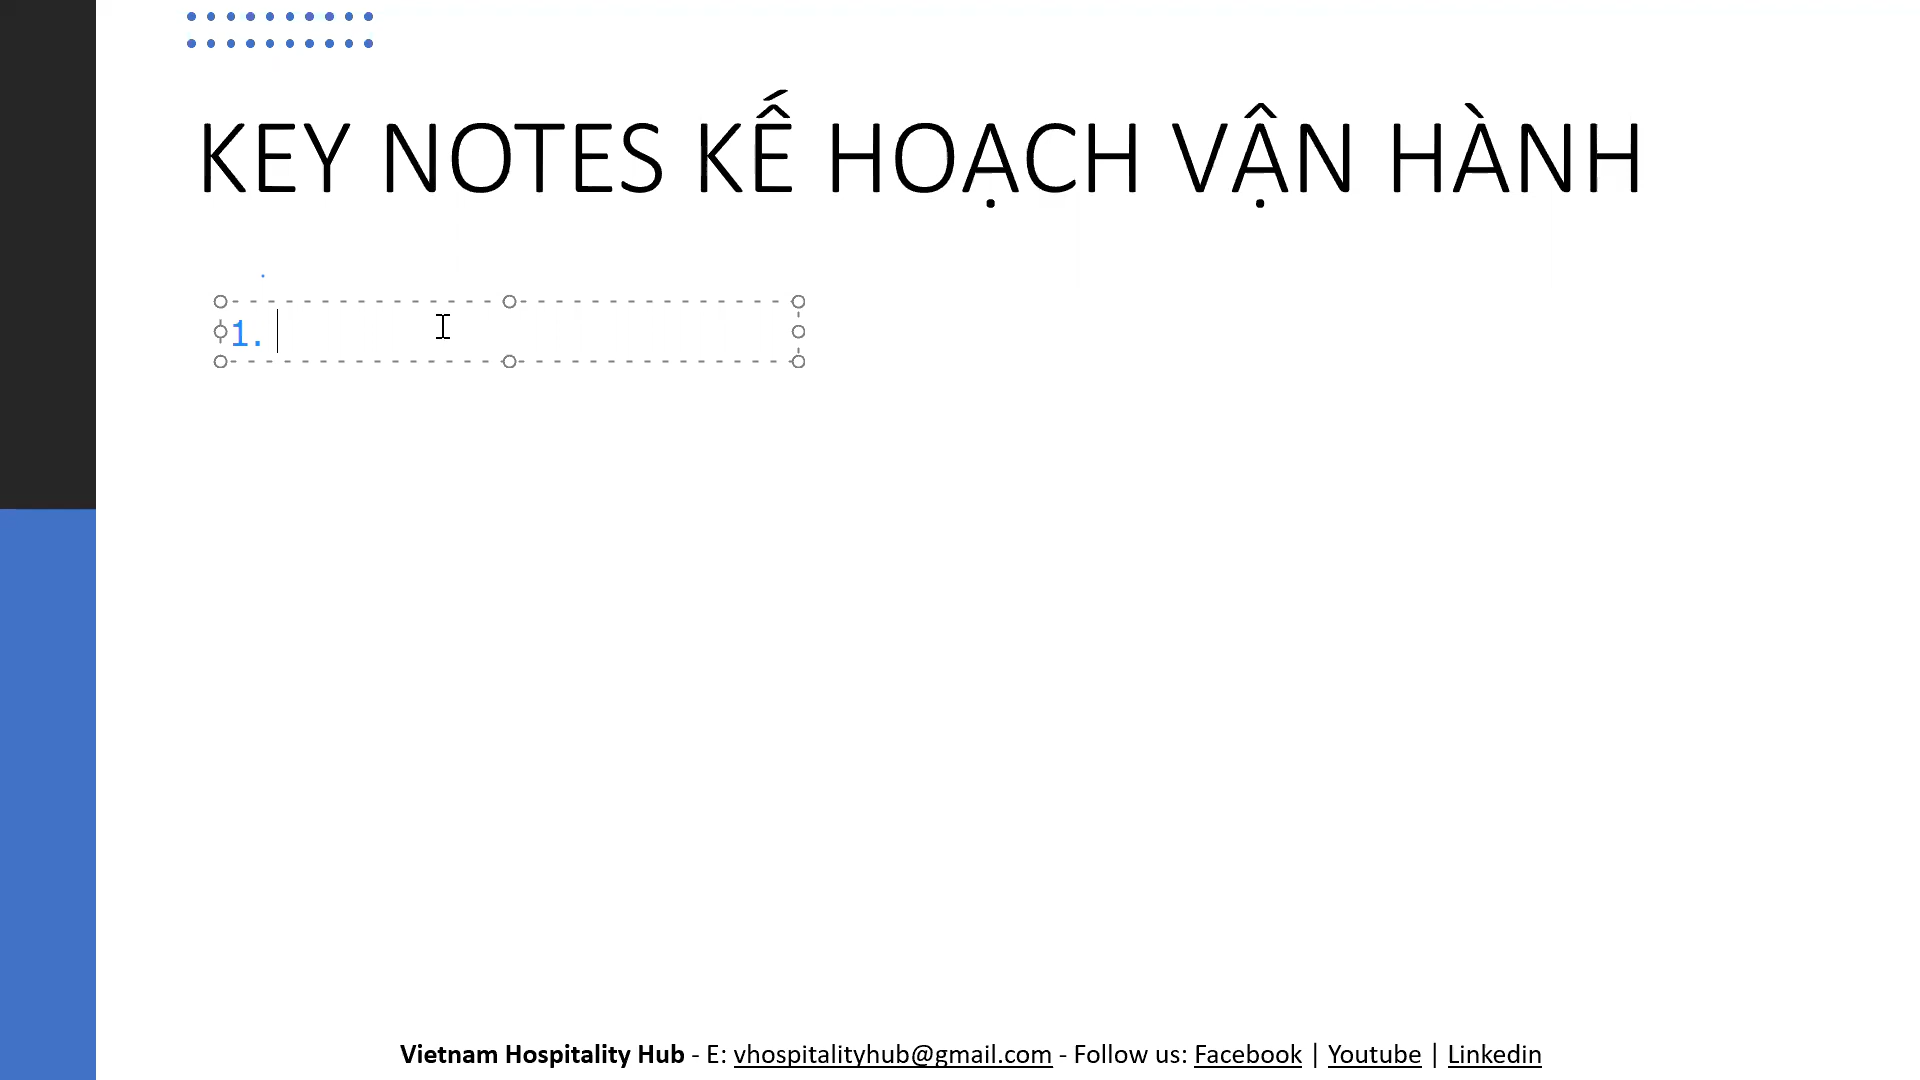 KEY NOTES KẾ HOẠCH VẬN HÀNH
1.
Vietnam Hospitality Hub - E: vhospitalityhub@gmail.com - Follow us: Facebook | Youtube | Linkedin